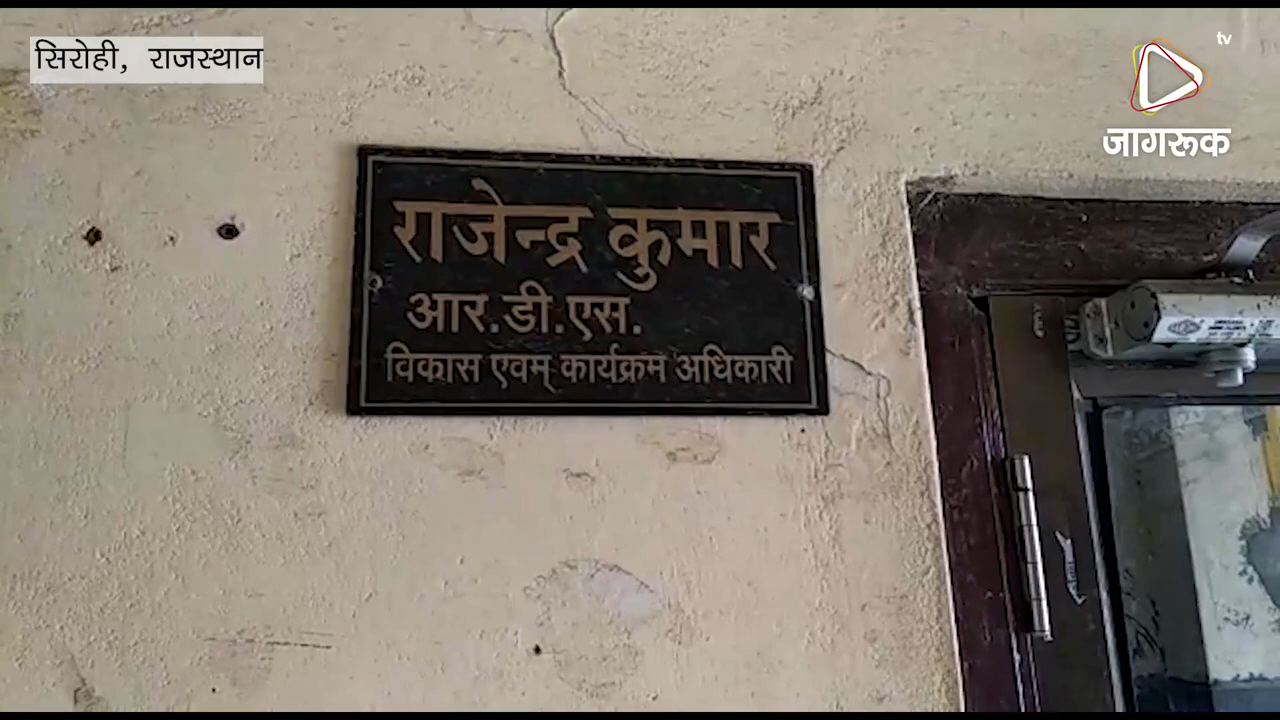 सिरोही, राजस्थान
tv
जागरूक
राजेन्द्र कुमार
आर.डी.एस.
विकास एवम् कार्यक्रम अधिकारी